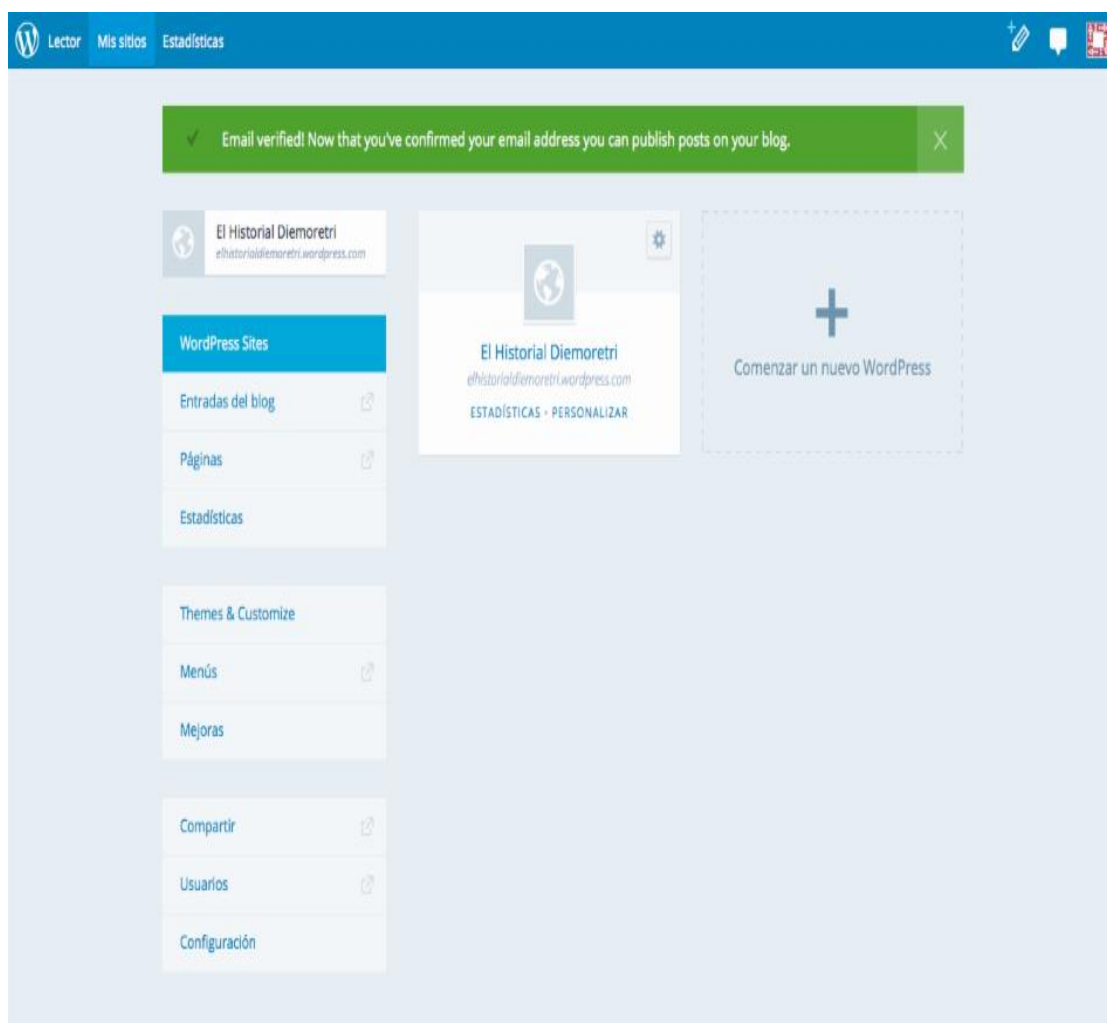 Lector Mis sitios Estadísticas
Email verified! Now that you've confirmed your email address you can publish posts on your blog.
El Historial Diemoretri
elhistorialdiemoretri.wordpress.com
WordPress Sites
Entradas del blog
Páginas
Estadísticas
Themes & Customize
Menús
Mejoras
Compartir
Usuarios
Configuración
El Historial Diemoretri
elhistorialdiemoretri.wordpress.com
ESTADÍSTICAS • PERSONALIZAR
Comenzar un nuevo WordPress